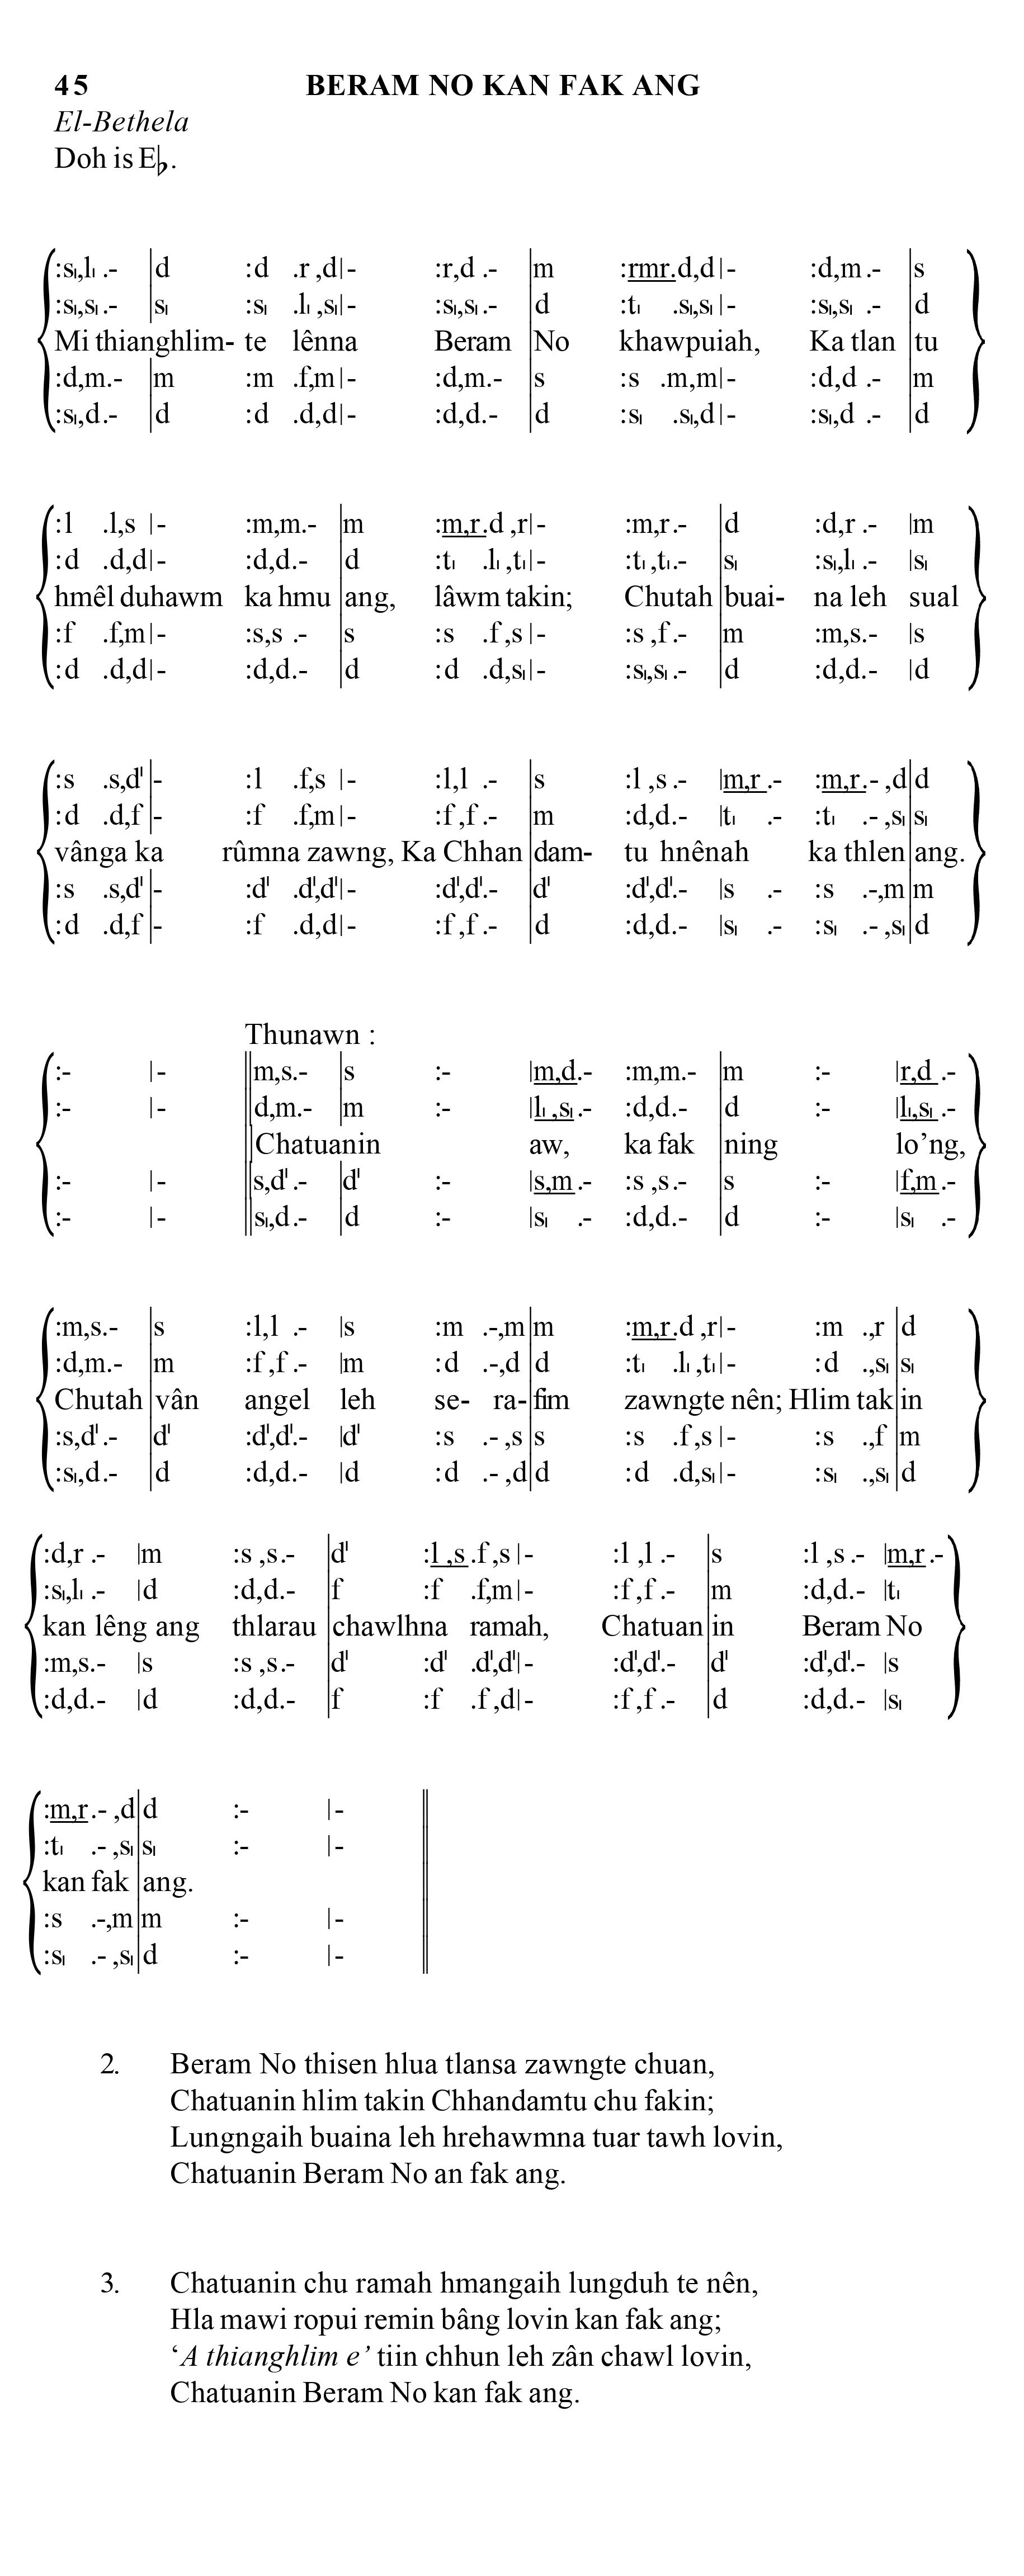 45 BERAM NO KAN FAK ANG
El-Bethela
Doh is E♭.
:s₁,l₁ .- |d :d .r ,d|- :r,d .- |m :rmr.d,d|- :d,m.- |s
:s₁,s₁.- |s₁ :s₁ .l₁ ,s₁|- :s₁,s₁.- |d :t₁ .s₁,s₁|- :s₁,s₁ .- |d
Mi thianghlim- te lênna Beram No khawpuiah, Ka tlan tu
:d,m.- |m :m .f,m|- :d,m.- |s :s .m,m|- :d,d .- |m
:s₁,d.- |d :d .d,d|- :d,d.- |d :s₁ .s₁,d|- :s₁,d .- |d
:l .l,s |- :m,m.- |m :m,r.d ,r|- :m,r.- |d :d,r .- |m
:d .d,d|- :d,d.- |d :t₁ .l₁ ,t₁|- :t₁,t₁.- |s₁ :s₁,l₁ .- |s₁
hmêl duhawm ka hmu ang, lâwm takin; Chutah buai- na leh sual
:f .f,m|- :s,s .- |s :s .f,s |- :s ,f.- |m :m,s.- |s
:d .d,d|- :d,d.- |d :d .d,s₁|- :s₁,s₁.- |d :d,d.- |d
:s .s,d'|- :l .f,s |- :l,l .- |s :l ,s .- |m,r .- :m,r.- ,d|d
:d .d,f |- :f .f,m|- :f ,f .- |m :d,d.- |t₁ .- :t₁ .- ,s₁|s₁
vânga ka rûmna zawng, Ka Chhan dam- tu hnênah ka thlen ang.
:s .s,d'|- :d' .d',d'|- :d',d'.- |d' :d',d'.- |s .- :s .-,m|m
:d .d,f |- :f .d,d|- :f ,f .- |d :d,d.- |s₁ .- :s₁ .- ,s₁|d
Thunawn :
:- |- ||m,s.- |s :- |m,d.- :m,m.- |m :- |r,d .-
:- |- ||d,m.- |m :- |l₁ ,s₁.- :d,d.- |d :- |l₁,s₁ .-
Chatuanin aw, ka fak ning lo’ng,
:- |- ||s,d'.- |d' :- |s,m.- :s ,s.- |s :- |f,m.-
:- |- ||s₁,d.- |d :- |s₁ .- :d,d.- |d :- |s₁ .-
:m,s.- |s :l,l .- |s :m .-,m|m :m,r.d ,r|- :m .,r |d
:d,m.- |m :f ,f .- |m :d .-,d |d :t₁ .l₁ ,t₁|- :d .,s₁|s₁
Chutah vân angel leh se- ra- fim zawngte nên; Hlim tak in
:s,d'.- |d' :d',d'.- |d' :s .- ,s |s :s .f,s |- :s .,f |m
:s₁,d.- |d :d,d.- |d :d .- ,d|d :d .d,s₁|- :s₁ .,s₁|d
:d,r .- |m :s ,s.- |d' :l ,s .f ,s |- :l ,l .- |s :l ,s .- |m,r .-
:s₁,l₁ .- |d :d,d.- |f :f .f,m|- :f ,f .- |m :d,d.- |t₁
kan lêng ang thlarau chawlhna ramah, Chatuan in Beram No
:m,s.- |s :s ,s.- |d' :d' .d',d'|- :d',d'.- |d' :d',d'.- |s
:d,d.- |d :d,d.- |f :f .f ,d|- :f ,f .- |d :d,d.- |s₁
:m,r.- ,d|d :- |- ||
:t₁ .- ,s₁|s₁ :- |- ||
kan fak ang.
:s .-,m|m :- |- ||
:s₁ .- ,s₁|d :- |- ||
2. Beram No thisen hlua tlansa zawngte chuan,
Chatuanin hlim takin Chhandamtu chu fakin;
Lungngaih buaina leh hrehawmna tuar tawh lovin,
Chatuanin Beram No an fak ang.
3. Chatuanin chu ramah hmangaih lungduh te nên,
Hla mawi ropui remin bâng lovin kan fak ang;
‘A thianghlim e’ tiin chhun leh zân chawl lovin,
Chatuanin Beram No kan fak ang.